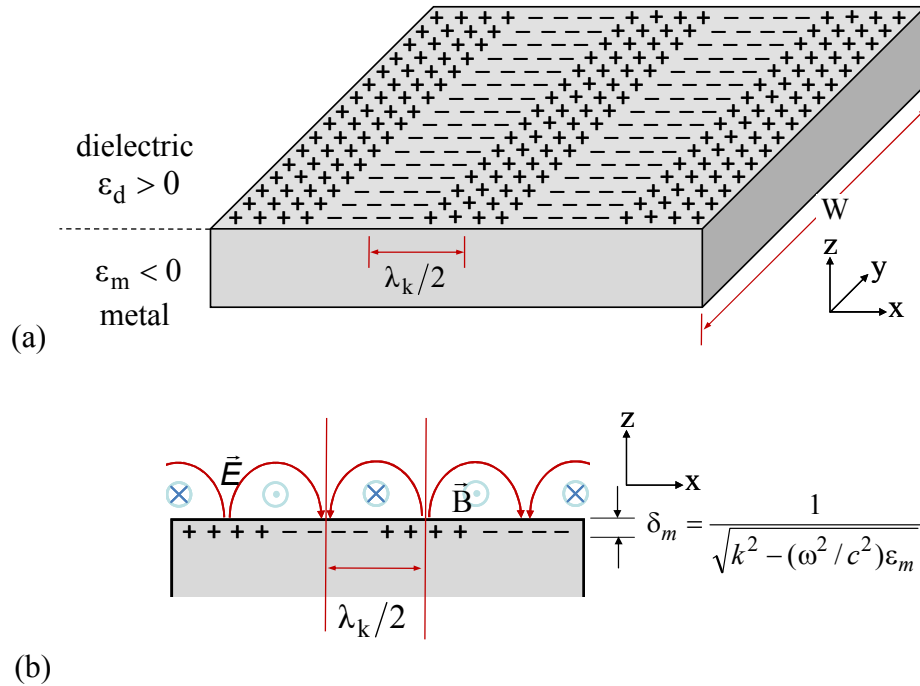 dielectric
ε_d > 0
ε_m < 0
metal
λ_k/2
W
z
y
x
(a)
z
x
E⃗
B⃗
+ + + + − − − − + + + + − − − −
δ_m = 1 / √(k² − (ω²/c²)ε_m)
λ_k/2
(b)